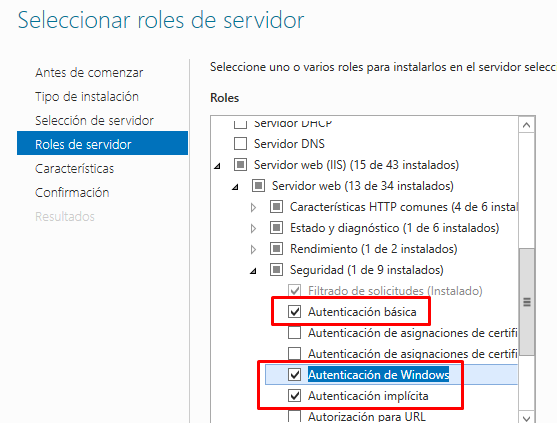 Seleccionar roles de servidor
Antes de comenzar
Tipo de instalación
Selección de servidor
Roles de servidor
Características
Confirmación
Resultados
Seleccione uno o varios roles para instalarlos en el servidor selecc
Roles
Servidor DHCP
Servidor DNS
Servidor web (IIS) (15 de 43 instalados)
Servidor web (13 de 34 instalados)
Características HTTP comunes (4 de 6 instal
Estado y diagnóstico (1 de 6 instalados)
Rendimiento (1 de 2 instalados)
Seguridad (1 de 9 instalados)
Filtrado de solicitudes (Instalado)
Autenticación básica
Autenticación de asignaciones de certifi
Autenticación de asignaciones de certifi
Autenticación de Windows
Autenticación implícita
Autorización para URL